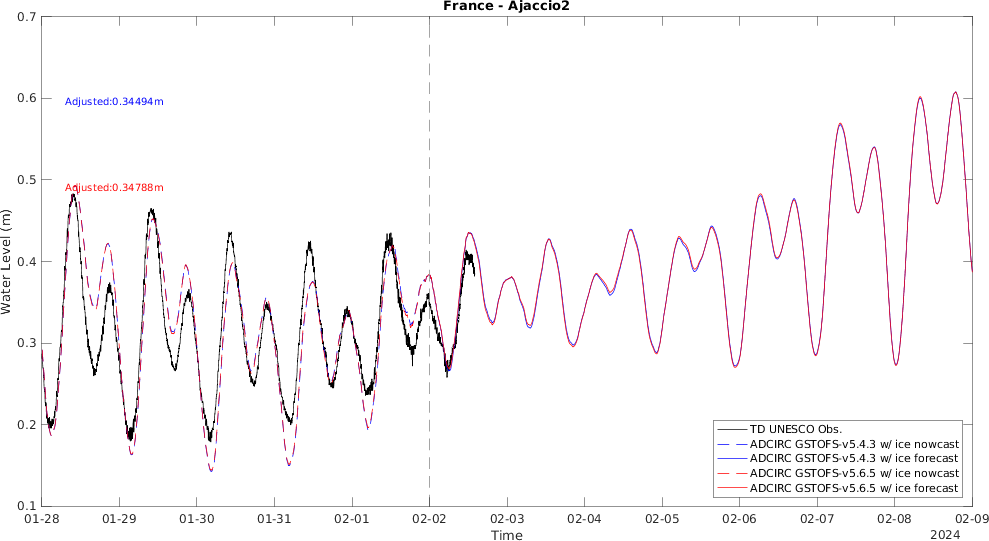 France - Ajaccio2
Water Level (m)
0.7
0.6
0.5
0.4
0.3
0.2
0.1
Adjusted:0.34494m
Adjusted:0.34788m
TD UNESCO Obs.
ADCIRC GSTOFS-v5.4.3 w/ ice nowcast
ADCIRC GSTOFS-v5.4.3 w/ ice forecast
ADCIRC GSTOFS-v5.6.5 w/ ice nowcast
ADCIRC GSTOFS-v5.6.5 w/ ice forecast
01-28 01-29 01-30 01-31 02-01 02-02 02-03 02-04 02-05 02-06 02-07 02-08 02-09
Time
2024